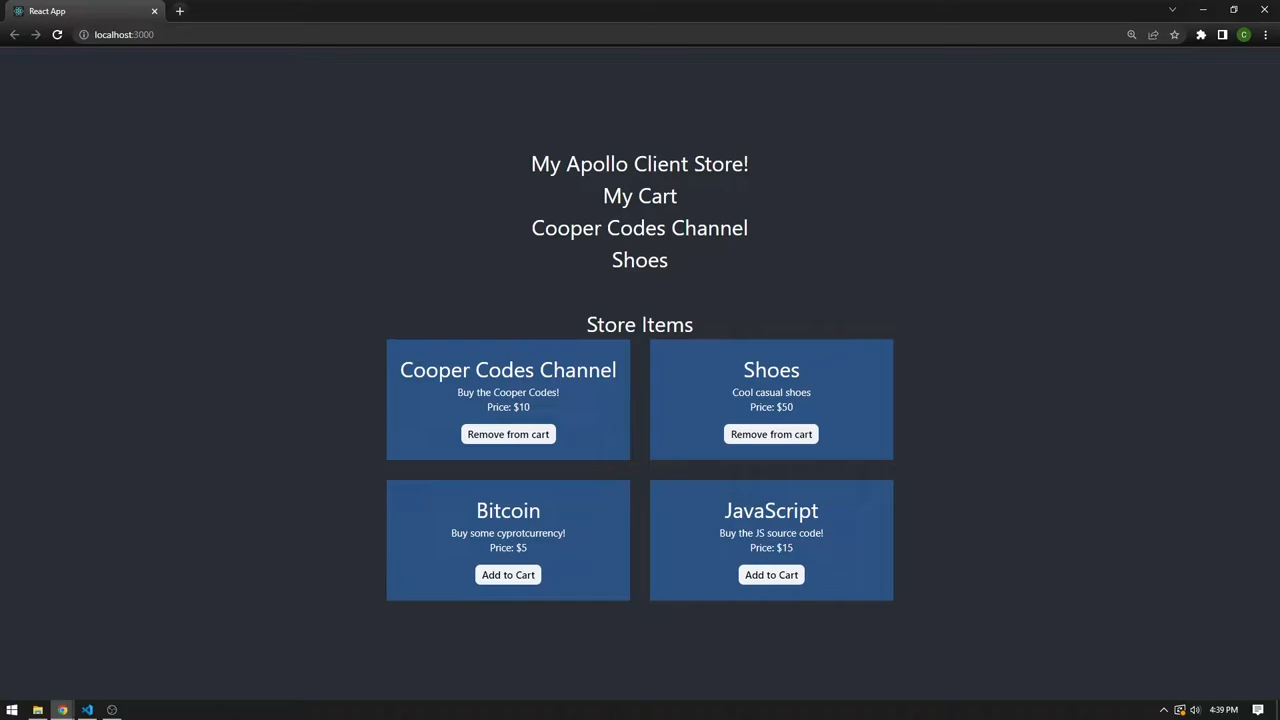 React App
localhost:3000
C
My Apollo Client Store!
My Cart
Cooper Codes Channel
Shoes
Store Items
Cooper Codes Channel
Buy the Cooper Codes!
Price: $10
Remove from cart
Shoes
Cool casual shoes
Price: $50
Remove from cart
Bitcoin
Buy some cyprotcurrency!
Price: $5
Add to Cart
JavaScript
Buy the JS source code!
Price: $15
Add to Cart
4:39 PM